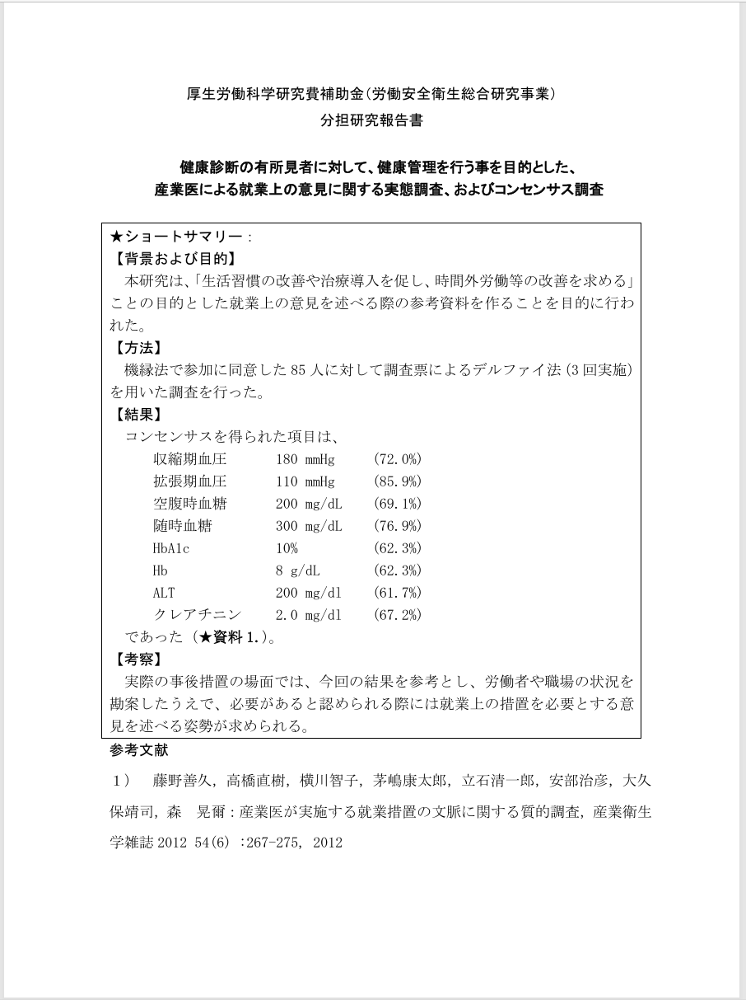 厚生労働科学研究費補助金(労働安全衛生総合研究事業)
分担研究報告書
健康診断の有所見者に対して、健康管理を行う事を目的とした、
産業医による就業上の意見に関する実態調査、およびコンセンサス調査
★ショートサマリー:
【背景および目的】
本研究は、「生活習慣の改善や治療導入を促し、時間外労働等の改善を求める」
ことの目的とした就業上の意見を述べる際の参考資料を作ることを目的に行わ
れた。
【方法】
機縁法で参加に同意した 85 人に対して調査票によるデルファイ法(3 回実施)
を用いた調査を行った。
【結果】
コンセンサスを得られた項目は、
収縮期血圧 180 mmHg (72.0%)
拡張期血圧 110 mmHg (85.9%)
空腹時血糖 200 mg/dL (69.1%)
随時血糖 300 mg/dL (76.9%)
HbA1c 10% (62.3%)
Hb 8 g/dL (62.3%)
ALT 200 mg/dl (61.7%)
クレアチニン 2.0 mg/dl (67.2%)
であった (★資料 1.)。
【考察】
実際の事後措置の場面では、今回の結果を参考とし、労働者や職場の状況を
勘案したうえで、必要があると認められる際には就業上の措置を必要とする意
見を述べる姿勢が求められる。
参考文献
1) 藤野善久, 高橋直樹, 横川智子, 茅嶋康太郎, 立石清一郎, 安部治彦, 大久
保靖司, 森 晃爾:産業医が実施する就業措置の文脈に関する質的調査, 産業衛生
学雑誌 2012 54(6) :267-275, 2012